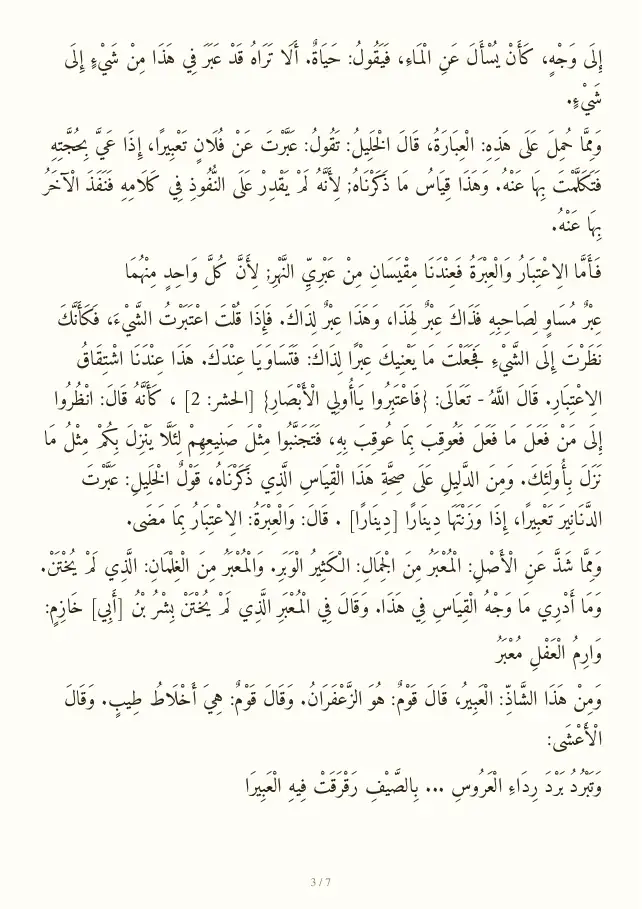 إِلَى وَجْهٍ، كَأَنْ يُسْأَلَ عَنِ الْمَاءِ، فَيَقُولُ: حَيَاةٌ. أَلَا تَرَاهُ قَدْ عَبَرَ فِي هَذَا مِنْ شَيْءٍ إِلَى
شَيْءٍ.
وَمِمَّا حُمِلَ عَلَى هَذِهِ: الْعِبَارَةُ، قَالَ الْخَلِيلُ: تَقُولُ: عَبَّرْتَ عَنْ فُلَانٍ تَعْبِيرًا، إِذَا عَيَّ بِحُجَّتِهِ
فَتَكَلَّمْتَ بِهَا عَنْهُ. وَهَذَا قِيَاسُ مَا ذَكَرْنَاهُ; لِأَنَّهُ لَمْ يَقْدِرْ عَلَى النُّفُوذِ فِي كَلَامِهِ فَنَفَذَ الْآخَرُ
بِهَا عَنْهُ.
فَأَمَّا الِاعْتِبَارُ وَالْعِبْرَةُ فَعِنْدَنَا مِقْيَسَانِ مِنْ عَبْرِيِّ النَّهْرِ; لِأَنَّ كُلَّ وَاحِدٍ مِنْهُمَا
عِبْرٌ مُسَاوٍ لِصَاحِبِهِ فَذَاكَ عِبْرٌ لِهَذَا، وَهَذَا عِبْرٌ لِذَاكَ. فَإِذَا قُلْتَ اعْتَبَرْتُ الشَّيْءَ، فَكَأَنَّكَ
نَظَرْتَ إِلَى الشَّيْءِ فَجَعَلْتَ مَا يَعْنِيكَ عِبْرًا لِذَاكَ: فَتَسَاوَيَا عِنْدَكَ. هَذَا عِنْدَنَا اشْتِقَاقُ
الِاعْتِبَارِ. قَالَ اللَّهُ - تَعَالَى: {فَاعْتَبِرُوا يَاأُولِي الْأَبْصَارِ} [الحشر: 2] ، كَأَنَّهُ قَالَ: انْظُرُوا
إِلَى مَنْ فَعَلَ مَا فَعَلَ فَعُوقِبَ بِمَا عُوقِبَ بِهِ، فَتَجَنَّبُوا مِثْلَ صَنِيعِهِمْ لِئَلَّا يَنْزِلَ بِكُمْ مِثْلُ مَا
نَزَلَ بِأُولَئِكَ. وَمِنَ الدَّلِيلِ عَلَى صِحَّةِ هَذَا الْقِيَاسِ الَّذِي ذَكَرْنَاهُ، قَوْلُ الْخَلِيلِ: عَبَّرْتَ
الدَّنَانِيرَ تَعْبِيرًا، إِذَا وَزَنْتَهَا دِينَارًا [دِينَارًا] . قَالَ: وَالْعِبْرَةُ: الِاعْتِبَارُ بِمَا مَضَى.
وَمِمَّا شَذَّ عَنِ الْأَصْلِ: الْمُعْبَرُ مِنَ الْجِمَالِ: الْكَثِيرُ الْوَبَرِ. وَالْمُعْبَرُ مِنَ الْغِلْمَانِ: الَّذِي لَمْ يُخْتَنْ.
وَمَا أَدْرِي مَا وَجْهُ الْقِيَاسِ فِي هَذَا. وَقَالَ فِي الْمُعْبَرِ الَّذِي لَمْ يُخْتَنْ بِشْرُ بْنُ [أَبِي] خَازِمٍ:
وَارِمُ الْعَفْلِ مُعْبَرُ
وَمِنْ هَذَا الشَّاذِّ: الْعَبِيرُ، قَالَ قَوْمٌ: هُوَ الزَّعْفَرَانُ. وَقَالَ قَوْمٌ: هِيَ أَخْلَاطُ طِيبٍ. وَقَالَ
الْأَعْشَى:
وَتَبْرُدُ بَرْدَ رِدَاءِ الْعَرُوسِ ... بِالصَّيْفِ رَقْرَقَتْ فِيهِ الْعَبِيرَا
3 / 7